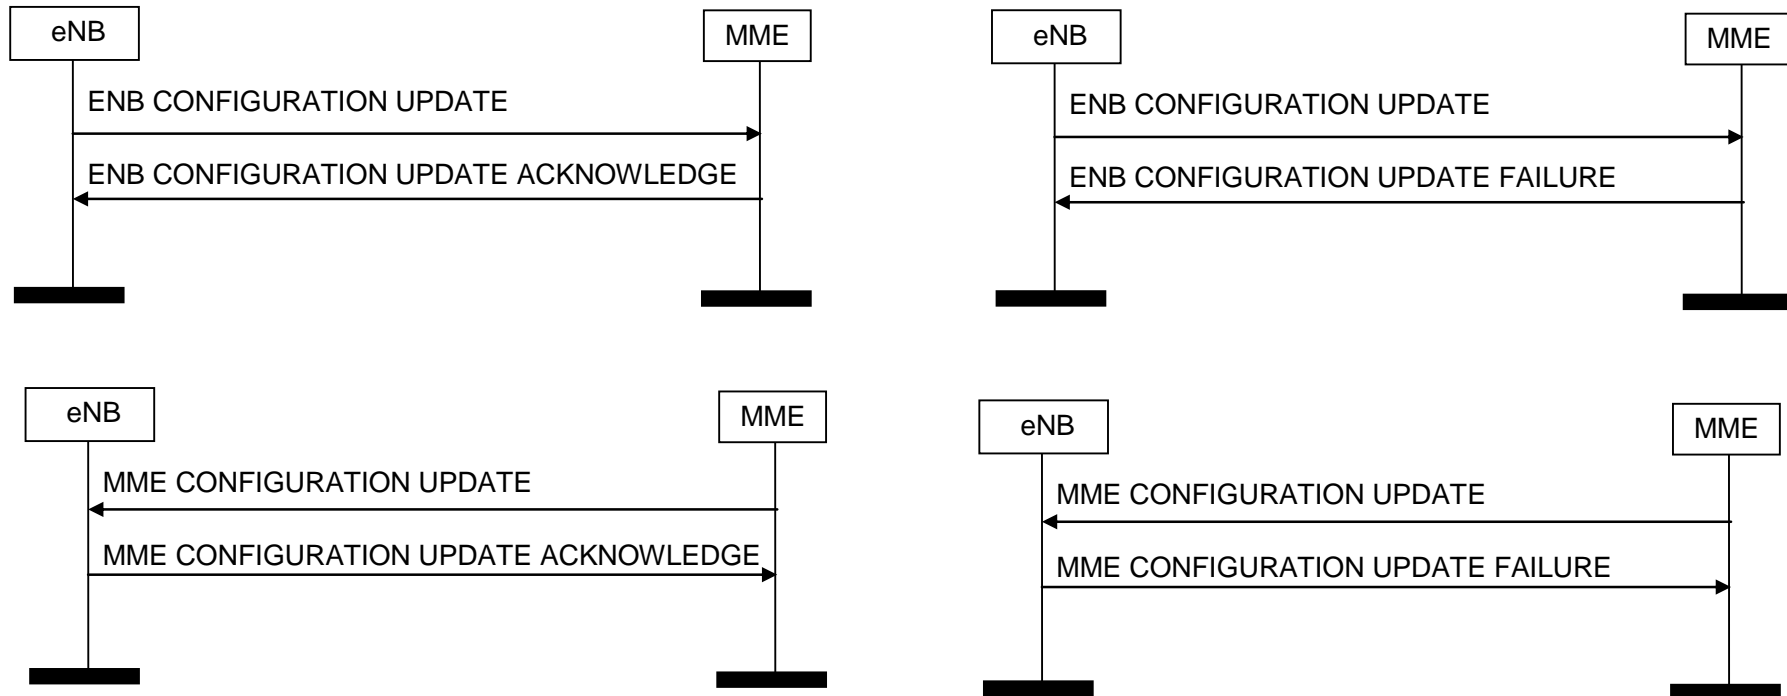 eNB
MME
ENB CONFIGURATION UPDATE
ENB CONFIGURATION UPDATE ACKNOWLEDGE
eNB
MME
ENB CONFIGURATION UPDATE
ENB CONFIGURATION UPDATE FAILURE
eNB
MME
MME CONFIGURATION UPDATE
MME CONFIGURATION UPDATE ACKNOWLEDGE
eNB
MME
MME CONFIGURATION UPDATE
MME CONFIGURATION UPDATE FAILURE